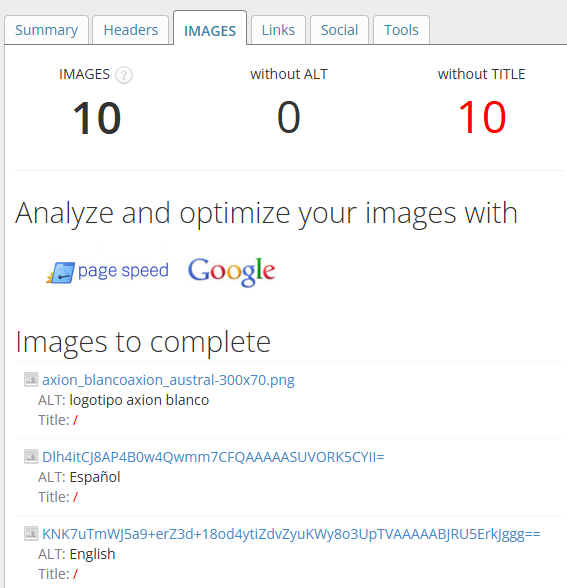 Summary Headers IMAGES Links Social Tools
IMAGES ? without ALT without TITLE
10 0 10
Analyze and optimize your images with
page speed Google
Images to complete
axion_blancoaxion_austral-300x70.png
ALT: logotipo axion blanco
Title: /
Dlh4itCJ8AP4B0w4Qwmm7CFQAAAAASUVORK5CYII=
ALT: Español
Title: /
KNK7uTmWJ5a9+erZ3d+18od4ytiZdvZyuKWy8o3UpTVAAAAABJRU5ErkJggg==
ALT: English
Title: /